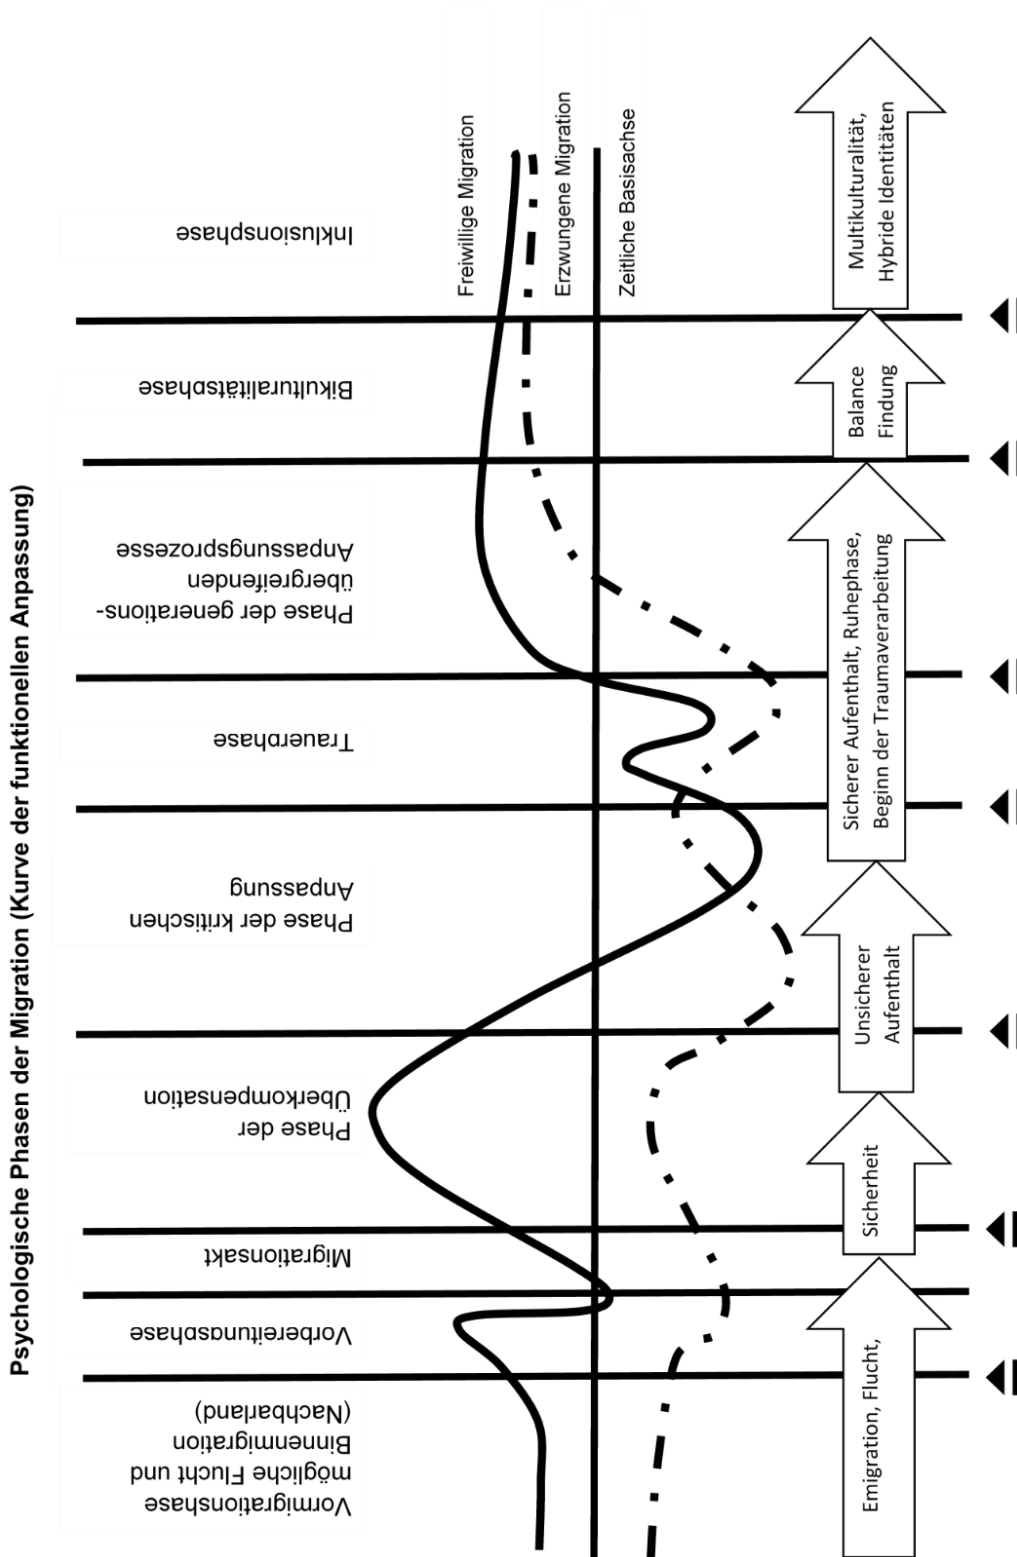 Psychologische Phasen der Migration (Kurve der funktionellen Anpassung)
Vormigrationshase
mögliche Flucht und
Binnenmigration
(Nachbarland)
Vorbereitungsphase
Migrationsakt
Phase der
Überkompensation
Phase der kritischen
Anpassung
Trauerphase
Phase der generations-
übergreifenden
Anpassungsprozesse
Bikulturalitätsphase
Inklusionsphase
Freiwillige Migration
Erzwungene Migration
Zeitliche Basisachse
Emigration, Flucht,
Sicherheit
Unsicherer
Aufenthalt
Sicherer Aufenthalt, Ruhephase,
Beginn der Traumaverarbeitung
Balance
Findung
Multikulturalität,
Hybride Identitäten